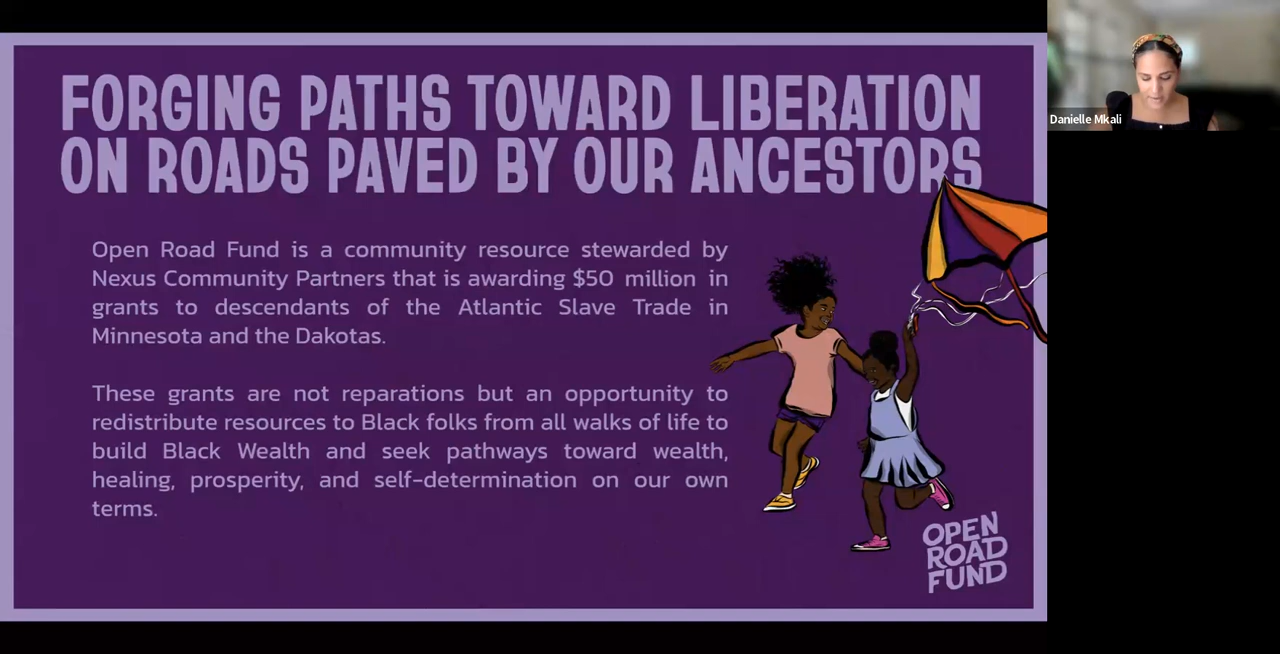 FORGING PATHS TOWARD LIBERATION
ON ROADS PAVED BY OUR ANCESTORS
Open Road Fund is a community resource stewarded by
Nexus Community Partners that is awarding $50 million in
grants to descendants of the Atlantic Slave Trade in
Minnesota and the Dakotas.
These grants are not reparations but an opportunity to
redistribute resources to Black folks from all walks of life to
build Black Wealth and seek pathways toward wealth,
healing, prosperity, and self-determination on our own
terms.
OPEN
ROAD
FUND
Danielle Mkali